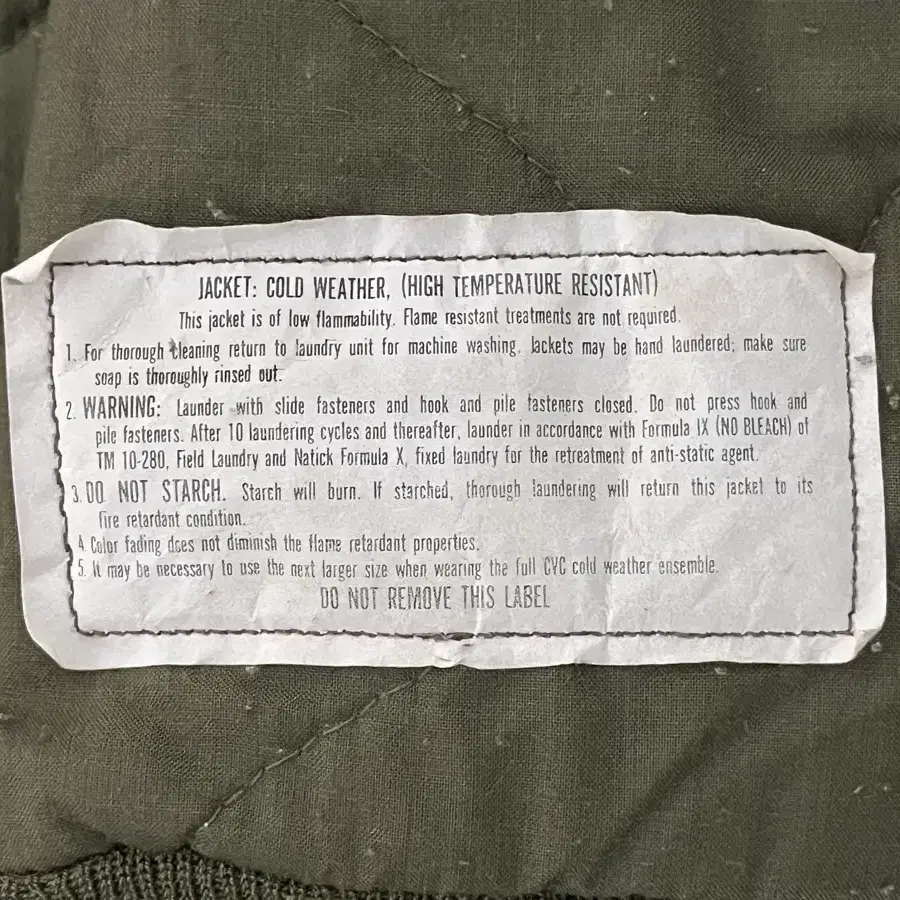 JACKET: COLD WEATHER, (HIGH TEMPERATURE RESISTANT)
This jacket is of low flammability. Flame resistant treatments are not required.
1. For thorough cleaning return to laundry unit for machine washing. Jackets may be hand laundered; make sure
soap is thoroughly rinsed out.
2. WARNING: Launder with slide fasteners and hook and pile fasteners closed. Do not press hook and
pile fasteners. After 10 laundering cycles and thereafter, launder in accordance with Formula IX (NO BLEACH) of
TM 10-280, Field Laundry and Natick Formula X, fixed laundry for the retreatment of anti-static agent.
3. DO NOT STARCH. Starch will burn. If starched, thorough laundering will return this jacket to its
fire retardant condition.
4. Color fading does not diminish the flame retardant properties.
5. It may be necessary to use the next larger size when wearing the full CVC cold weather ensemble.
DO NOT REMOVE THIS LABEL